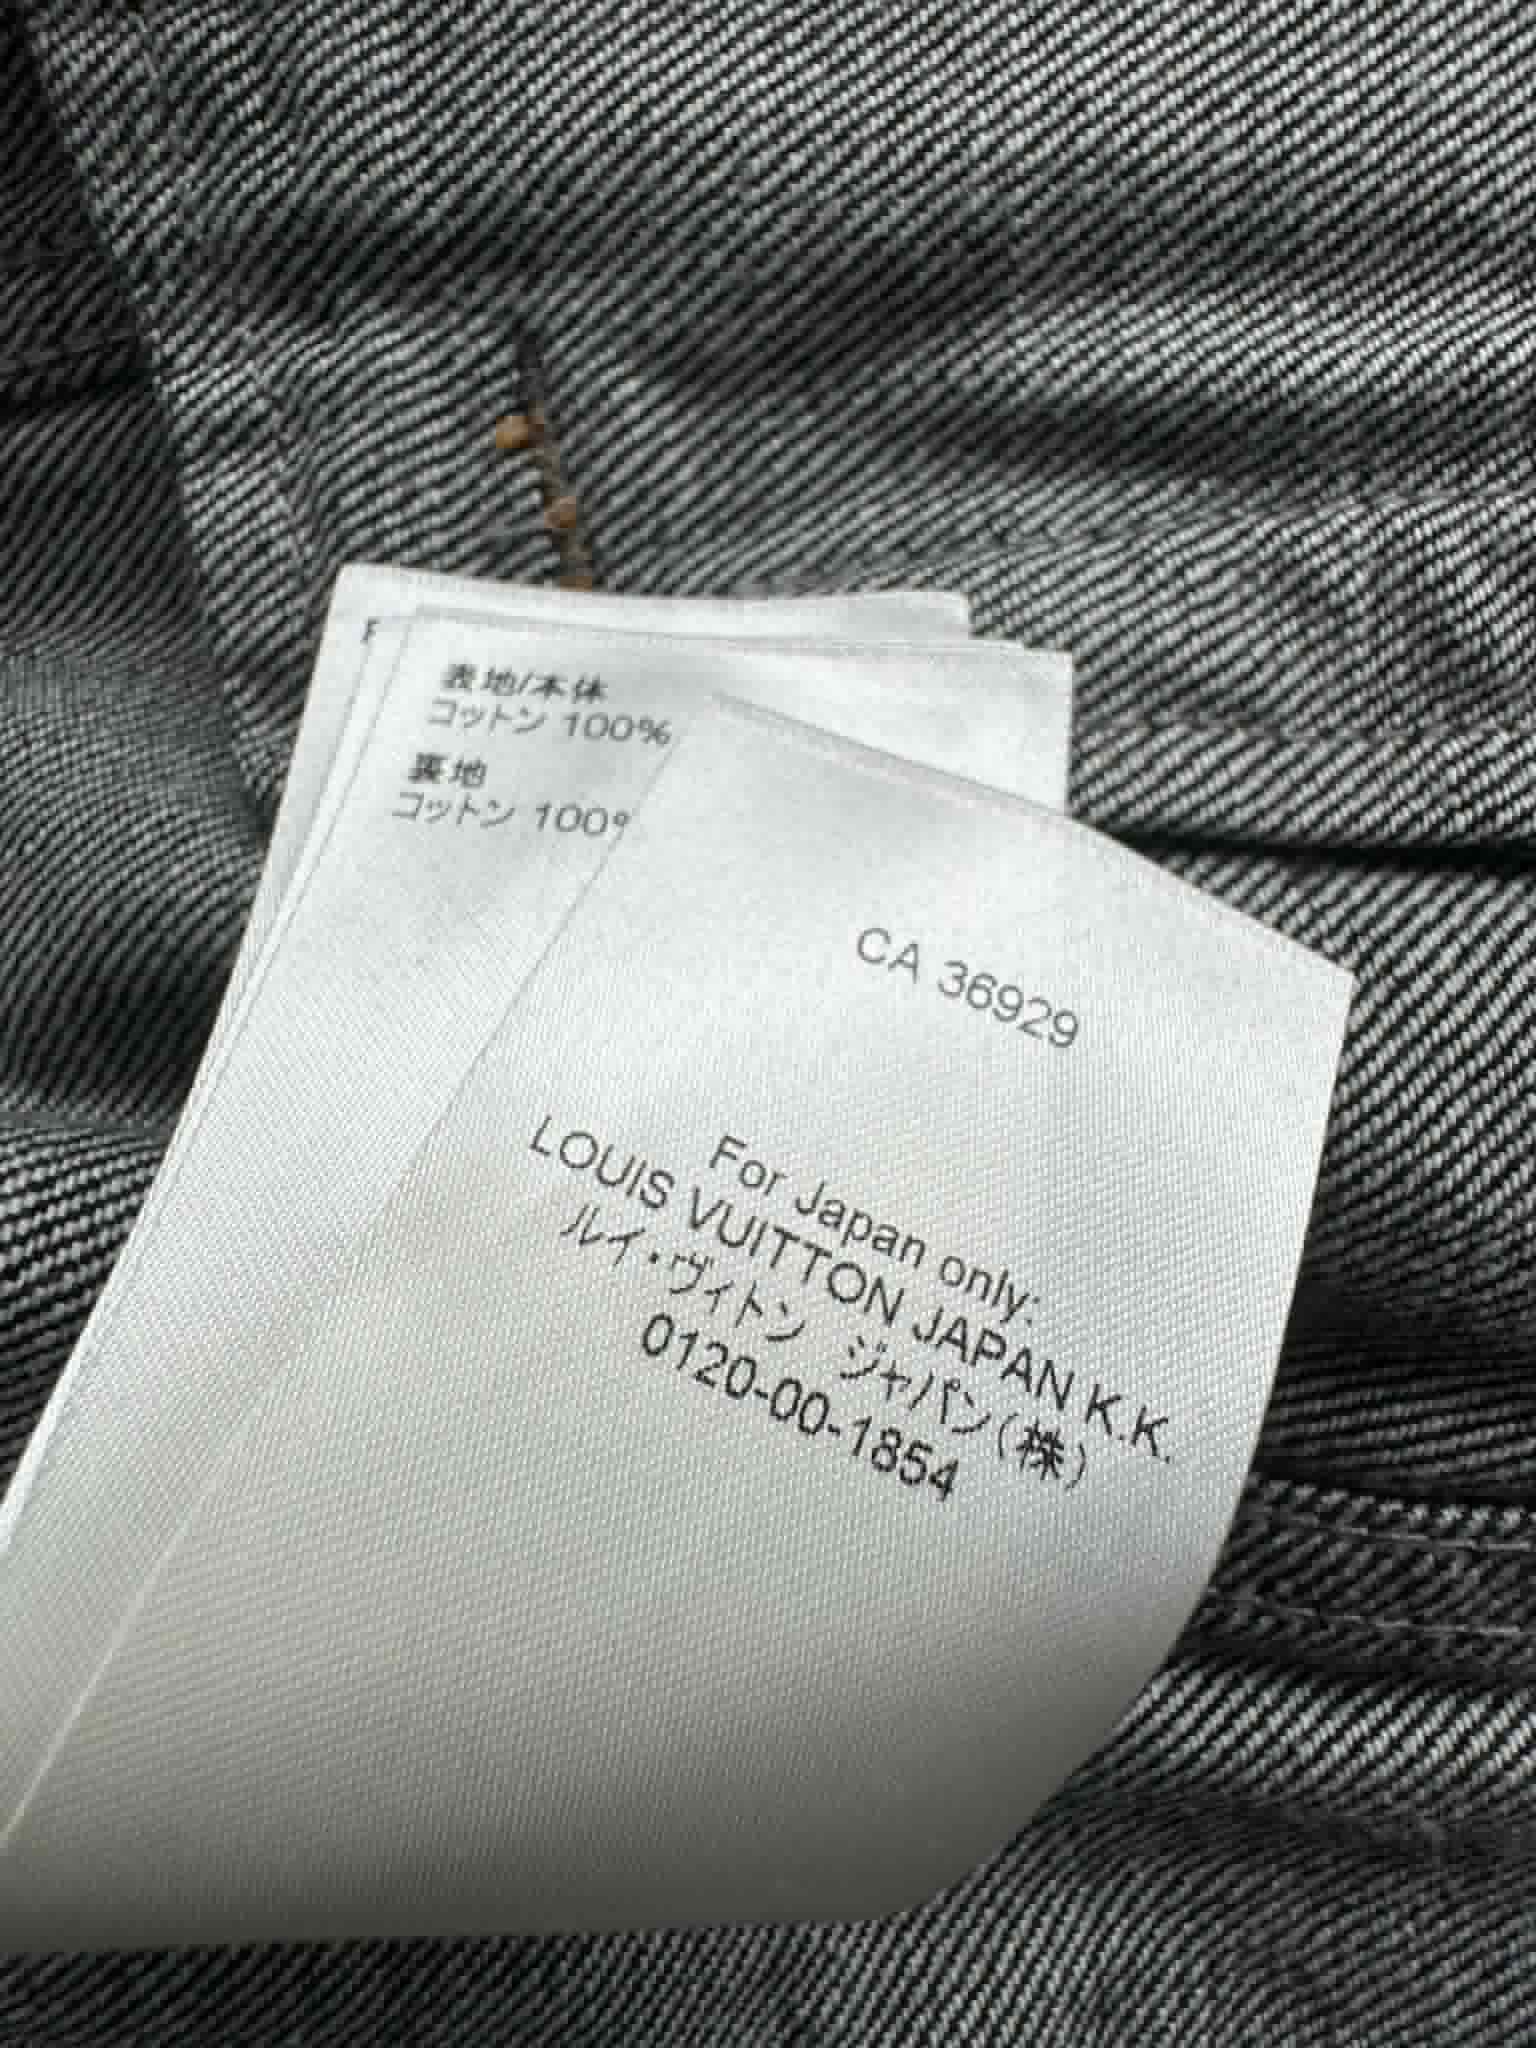 表地/本体
コットン 100%
裏地
コットン 100%
CA 36929
For Japan only:
LOUIS VUITTON JAPAN K.K.
ルイ・ヴィトン ジャパン(株)
0120-00-1854